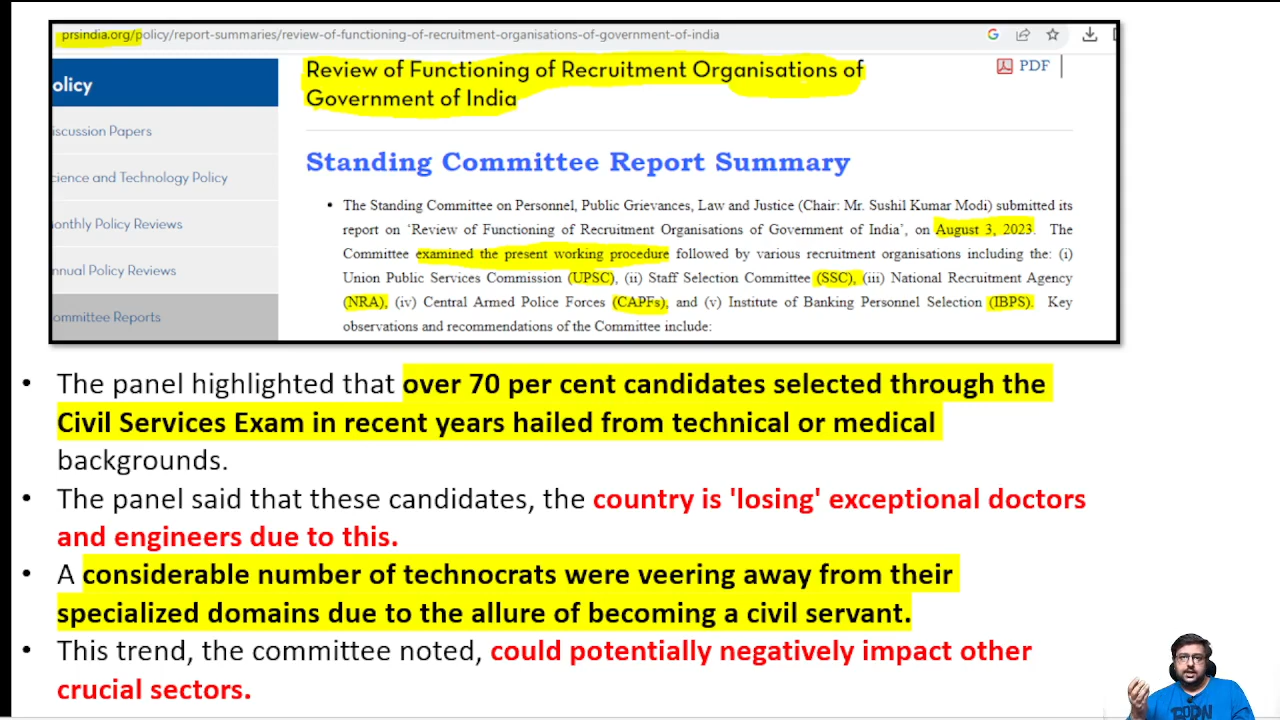 prsindia.org/policy/report-summaries/review-of-functioning-of-recruitment-organisations-of-government-of-india
olicy
iscussion Papers
cience and Technology Policy
onthly Policy Reviews
nnual Policy Reviews
ommittee Reports
Review of Functioning of Recruitment Organisations of
Government of India
PDF
Standing Committee Report Summary
• The Standing Committee on Personnel, Public Grievances, Law and Justice (Chair: Mr. Sushil Kumar Modi) submitted its
report on ‘Review of Functioning of Recruitment Organisations of Government of India’, on August 3, 2023. The
Committee examined the present working procedure followed by various recruitment organisations including the: (i)
Union Public Services Commission (UPSC), (ii) Staff Selection Committee (SSC), (iii) National Recruitment Agency
(NRA), (iv) Central Armed Police Forces (CAPFs), and (v) Institute of Banking Personnel Selection (IBPS). Key
observations and recommendations of the Committee include:
• The panel highlighted that over 70 per cent candidates selected through the
Civil Services Exam in recent years hailed from technical or medical
backgrounds.
• The panel said that these candidates, the country is 'losing' exceptional doctors
and engineers due to this.
• A considerable number of technocrats were veering away from their
specialized domains due to the allure of becoming a civil servant.
• This trend, the committee noted, could potentially negatively impact other
crucial sectors.